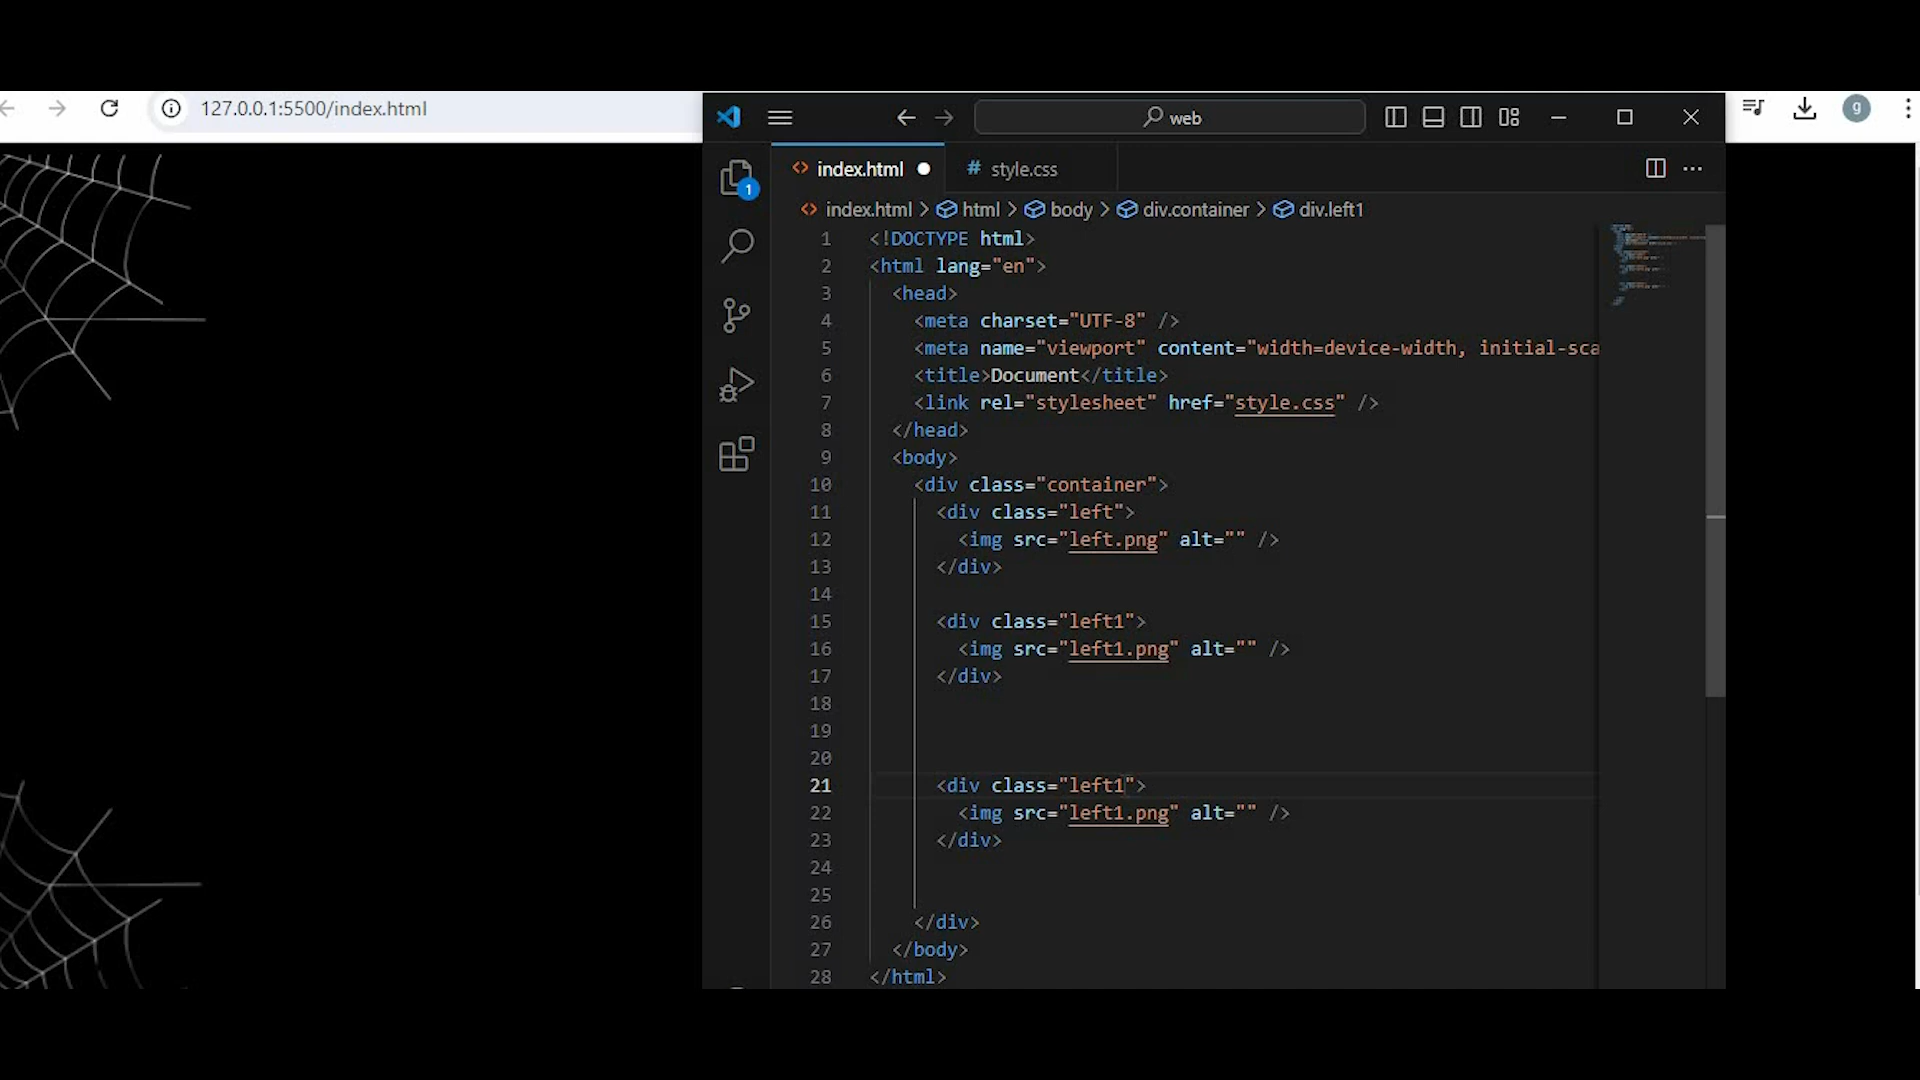 127.0.0.1:5500/index.html
web
g
1
index.html
# style.css
index.html > html > body > div.container > div.left1
1 <!DOCTYPE html>
2 <html lang="en">
3 <head>
4 <meta charset="UTF-8" />
5 <meta name="viewport" content="width=device-width, initial-sca
6 <title>Document</title>
7 <link rel="stylesheet" href="style.css" />
8 </head>
9 <body>
10 <div class="container">
11 <div class="left">
12 <img src="left.png" alt="" />
13 </div>
14
15 <div class="left1">
16 <img src="left1.png" alt="" />
17 </div>
18
19
20
21 <div class="left1">
22 <img src="left1.png" alt="" />
23 </div>
24
25
26 </div>
27 </body>
28 </html>